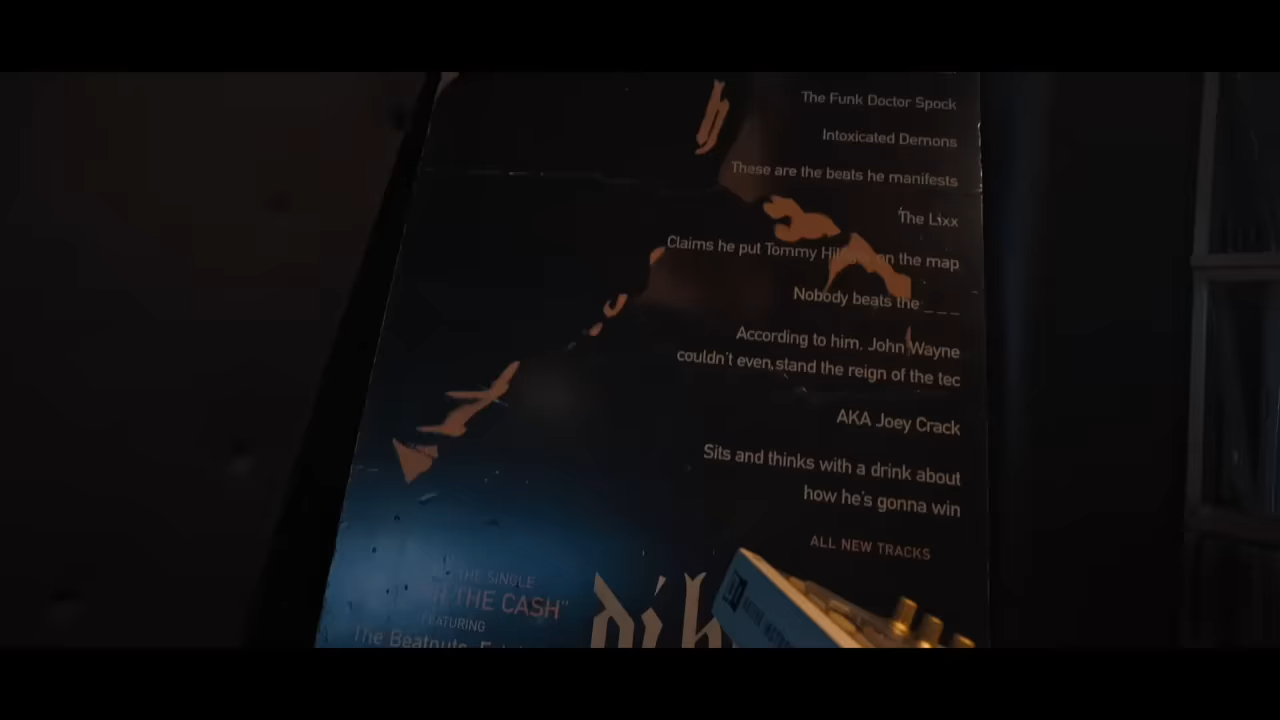 h
The Funk Doctor Spock
Intoxicated Demons
These are the beats he manifests
The Lixx
Claims he put Tommy on the map
Nobody beats the _ _ _
According to him, John Wayne
couldn't even stand the reign of the tec
AKA Joey Crack
Sits and thinks with a drink about
how he's gonna win
ALL NEW TRACKS
THE SINGLE
THE CASH"
FEATURING
The Beatnuts,